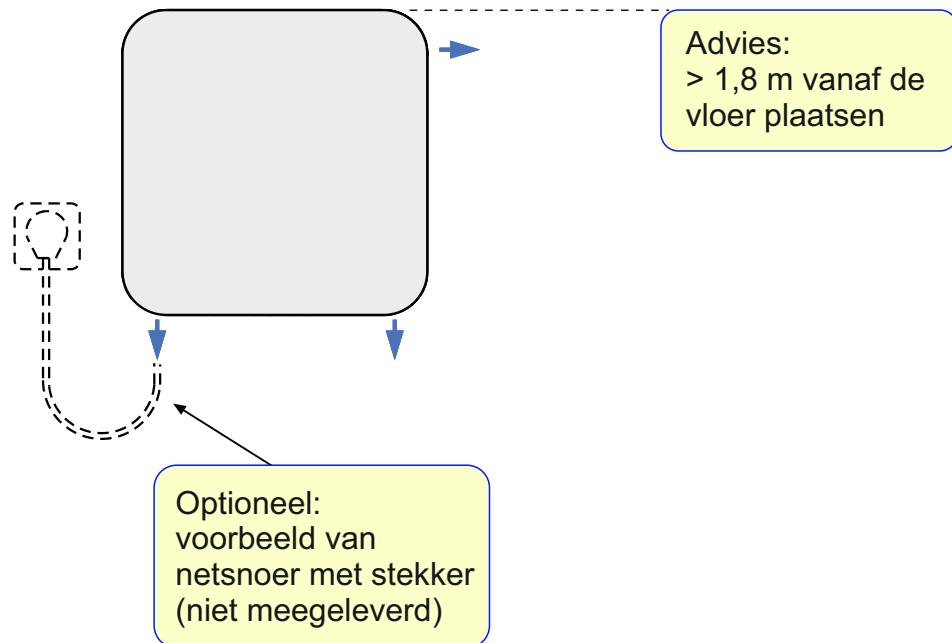 Advies:
> 1,8 m vanaf de
vloer plaatsen
Optioneel:
voorbeeld van
netsnoer met stekker
(niet meegeleverd)